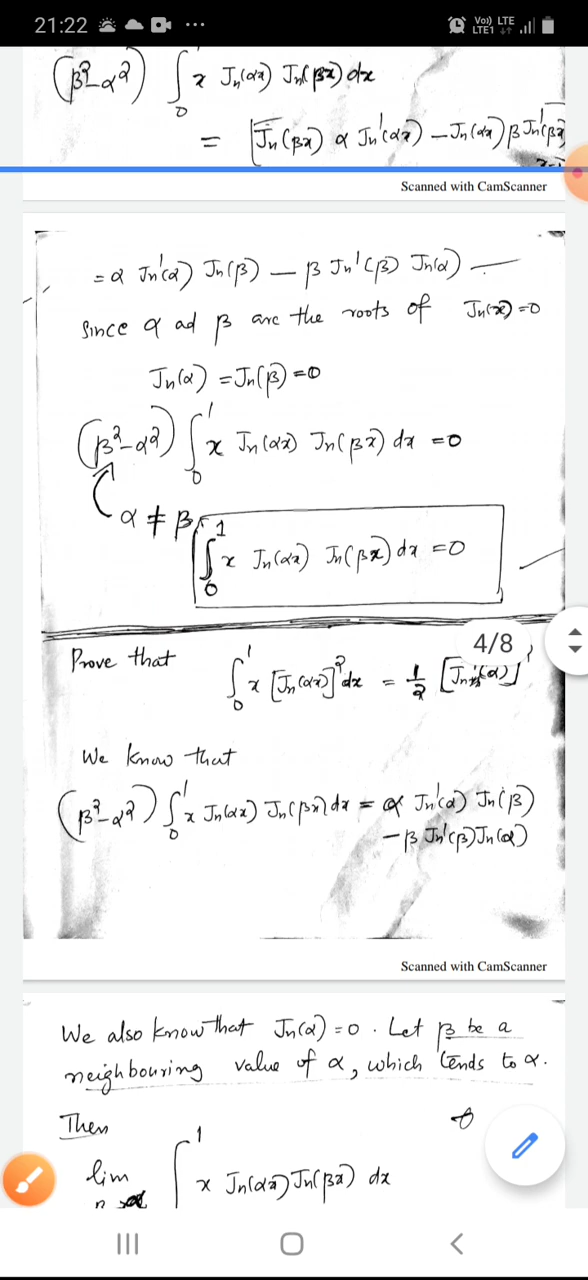 21:22
Vo) LTE
LTE1
(β²-α²) ∫₀¹ x Jn(αx) Jn(βx) dx
= [Jn(βx) α Jn'(αx) – Jn(αx) β Jn'(βx)
Scanned with CamScanner
= α Jn'(α) Jn(β) – β Jn'(β) Jn(α) –
Since α ad β are the roots of Jn(x)=0
Jn(α) = Jn(β) = 0
(β²-α²) ∫₀¹ x Jn(αx) Jn(βx) dx = 0
α ≠ β
∫₀¹ x Jn(αx) Jn(βx) dx = 0
4/8
Prove that ∫₀¹ x [Jn(αx)]² dx = 1/2
We know that
(β²-α²) ∫₀¹ x Jn(αx) Jn(βx) dx = α Jn'(α) Jn(β)
– β Jn'(β) Jn(α)
Scanned with CamScanner
We also know that Jn(α) = 0 . Let β be a
neighbouring value of α, which tends to α.
Then
lim ∫¹ x Jn(αx) Jn(βx) dx